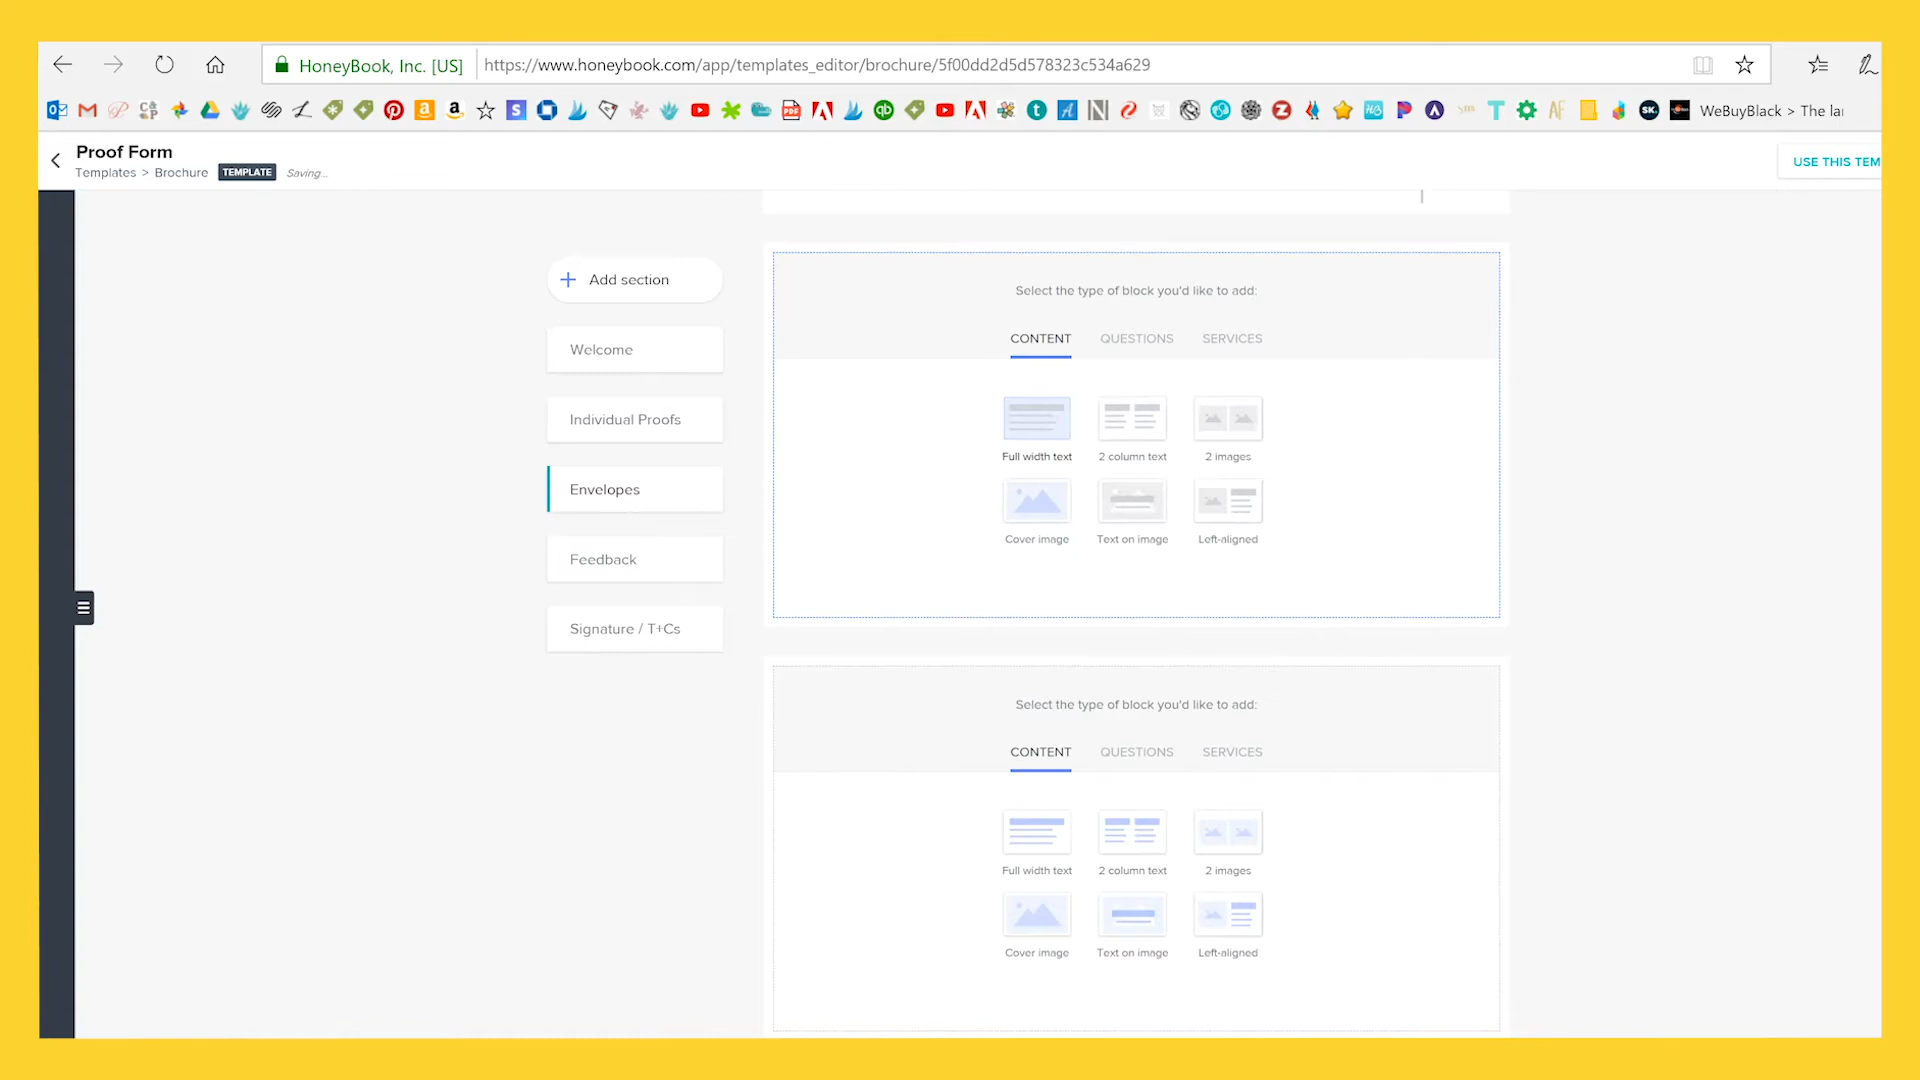 HoneyBook, Inc. [US]
https://www.honeybook.com/app/templates_editor/brochure/5f00dd2d5d578323c534a629
WeBuyBlack > The la
Proof Form
Templates > Brochure TEMPLATE Saving...
USE THIS TEM
Add section
Welcome
Individual Proofs
Envelopes
Feedback
Signature / T+Cs
Select the type of block you'd like to add:
CONTENT QUESTIONS SERVICES
Full width text 2 column text 2 images
Cover image Text on image Left-aligned
Select the type of block you'd like to add:
CONTENT QUESTIONS SERVICES
Full width text 2 column text 2 images
Cover image Text on image Left-aligned